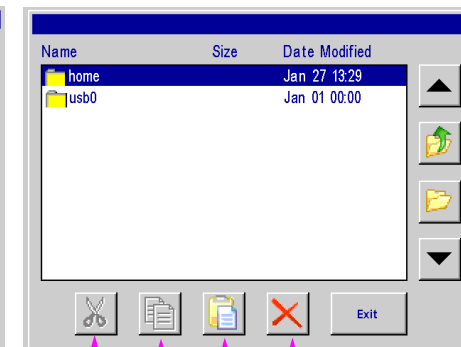 Name Size Date Modified
home Jan 27 13:29
usb0 Jan 01 00:00
Exit